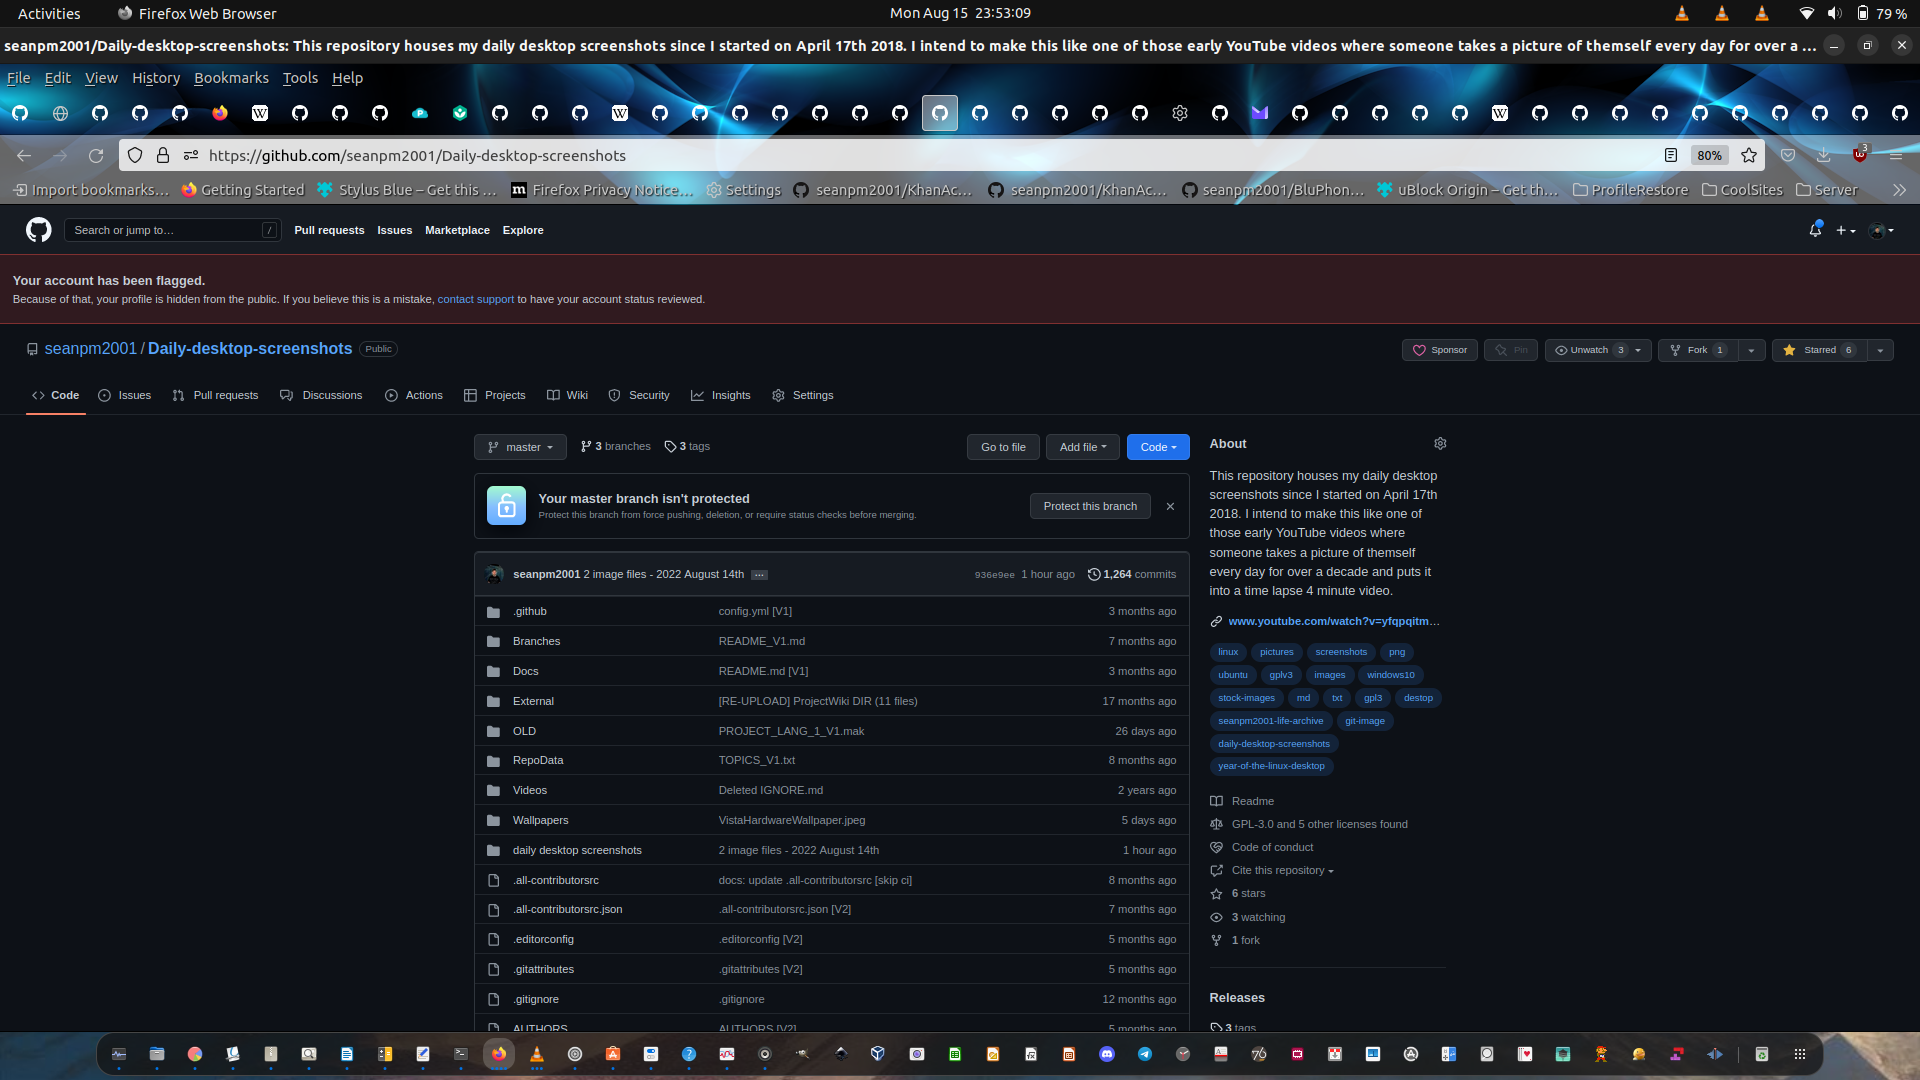 Activities
Firefox Web Browser
Mon Aug 15 23:53:09
79 %
seanpm2001/Daily-desktop-screenshots: This repository houses my daily desktop screenshots since I started on April 17th 2018. I intend to make this like one of those early YouTube videos where someone takes a picture of themself every day for over a ...
File Edit View History Bookmarks Tools Help
https://github.com/seanpm2001/Daily-desktop-screenshots
80%
3
Import bookmarks... Getting Started Stylus Blue – Get this ... Firefox Privacy Notice... Settings seanpm2001/KhanAc... seanpm2001/KhanAc... seanpm2001/BluPhon... uBlock Origin – Get th... ProfileRestore CoolSites Server
Search or jump to... /
Pull requests Issues Marketplace Explore
Your account has been flagged.
Because of that, your profile is hidden from the public. If you believe this is a mistake, contact support to have your account status reviewed.
seanpm2001 / Daily-desktop-screenshots Public
Sponsor Pin Unwatch 3 Fork 1 Starred 6
Code Issues Pull requests Discussions Actions Projects Wiki Security Insights Settings
master 3 branches 3 tags
Go to file Add file Code
Your master branch isn't protected
Protect this branch from force pushing, deletion, or require status checks before merging.
Protect this branch
seanpm2001 2 image files - 2022 August 14th ... 936e9ee 1 hour ago 1,264 commits
.github config.yml [V1] 3 months ago
Branches README_V1.md 7 months ago
Docs README.md [V1] 3 months ago
External [RE-UPLOAD] ProjectWiki DIR (11 files) 17 months ago
OLD PROJECT_LANG_1_V1.mak 26 days ago
RepoData TOPICS_V1.txt 8 months ago
Videos Deleted IGNORE.md 2 years ago
Wallpapers VistaHardwareWallpaper.jpeg 5 days ago
daily desktop screenshots 2 image files - 2022 August 14th 1 hour ago
.all-contributorsrc docs: update .all-contributorsrc [skip ci] 8 months ago
.all-contributorsrc.json .all-contributorsrc.json [V2] 7 months ago
.editorconfig .editorconfig [V2] 5 months ago
.gitattributes .gitattributes [V2] 5 months ago
.gitignore .gitignore 12 months ago
AUTHORS AUTHORS [V2] 5 months ago
About
This repository houses my daily desktop
screenshots since I started on April 17th
2018. I intend to make this like one of
those early YouTube videos where
someone takes a picture of themself
every day for over a decade and puts it
into a time lapse 4 minute video.
www.youtube.com/watch?v=yfqpqitm...
linux pictures screenshots png
ubuntu gplv3 images windows10
stock-images md txt gpl3 destop
seanpm2001-life-archive git-image
daily-desktop-screenshots
year-of-the-linux-desktop
Readme
GPL-3.0 and 5 other licenses found
Code of conduct
Cite this repository
6 stars
3 watching
1 fork
Releases
3 tags